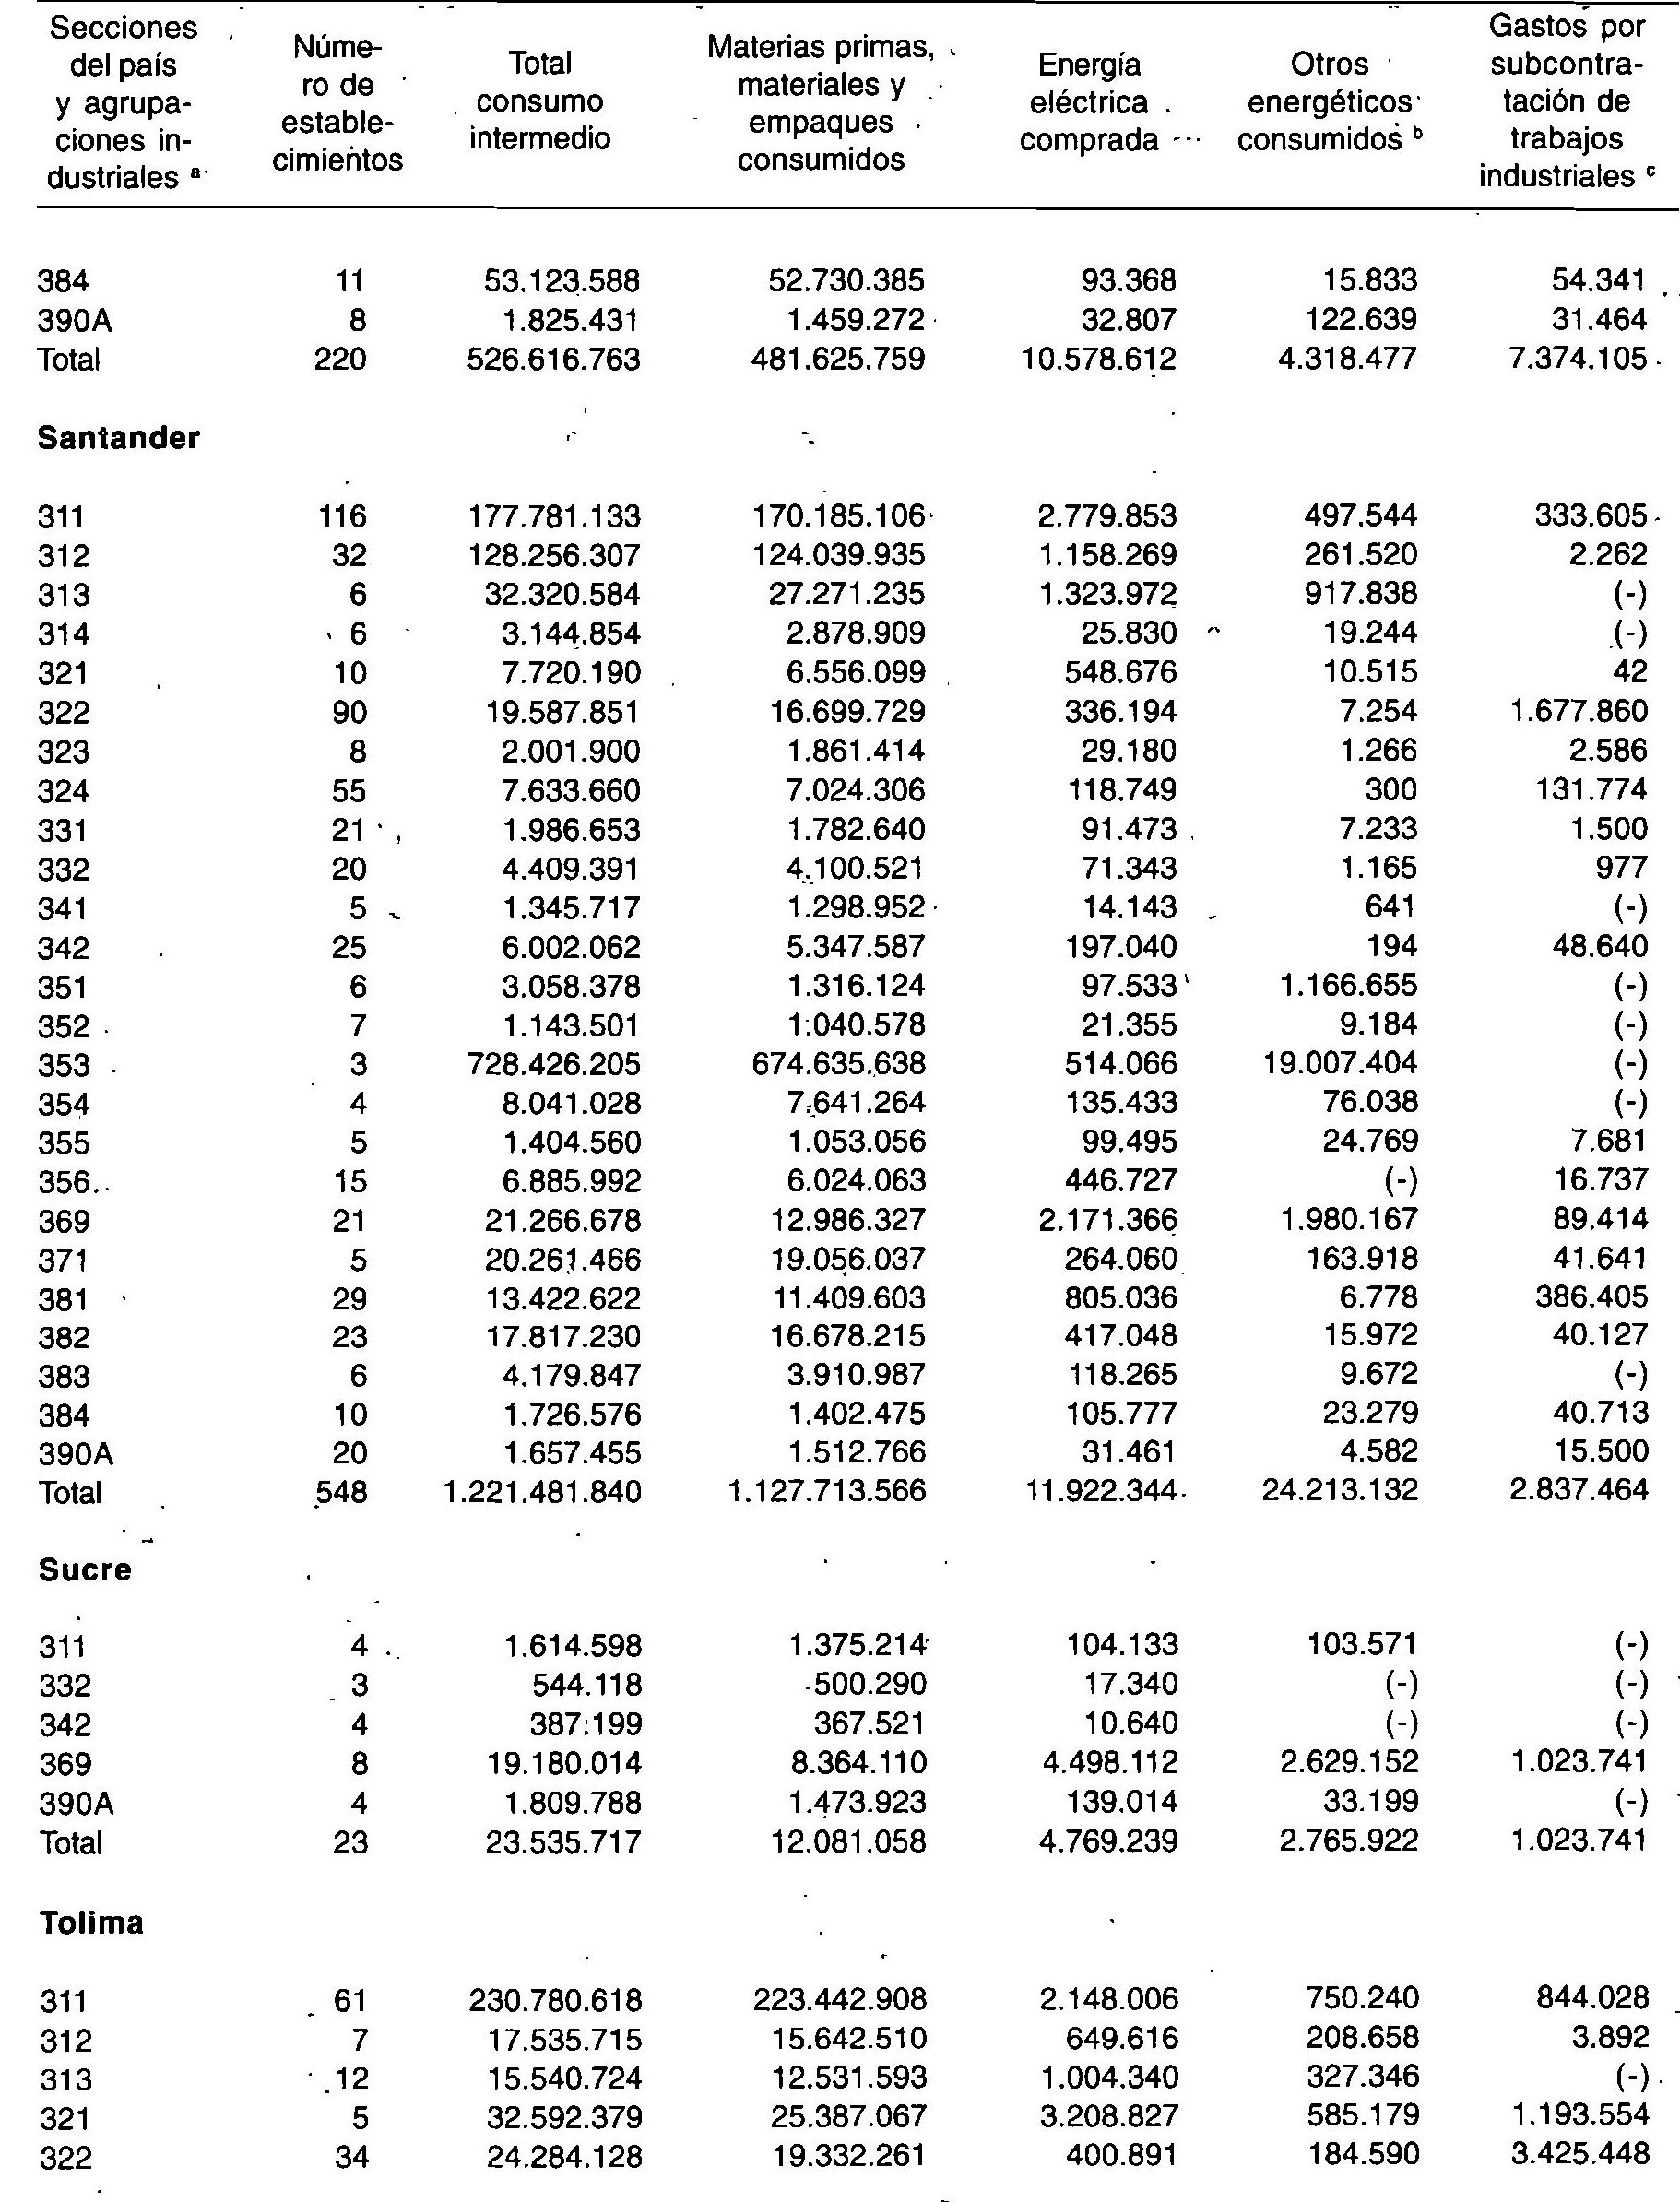 Secciones del país y agrupa- ciones in- dustriales a Núme- ro de estable- cimientos Total consumo intermedio Materias primas, materiales y empaques consumidos Energía eléctrica comprada Otros energéticos consumidos b Gastos por subcontra- tación de trabajos industriales c
384 11 53.123.588 52.730.385 93.368 15.833 54.341
390A 8 1.825.431 1.459.272 32.807 122.639 31.464
Total 220 526.616.763 481.625.759 10.578.612 4.318.477 7.374.105
Santander
311 116 177.781.133 170.185.106 2.779.853 497.544 333.605
312 32 128.256.307 124.039.935 1.158.269 261.520 2.262
313 6 32.320.584 27.271.235 1.323.972 917.838 (-)
314 6 3.144.854 2.878.909 25.830 19.244 (-)
321 10 7.720.190 6.556.099 548.676 10.515 42
322 90 19.587.851 16.699.729 336.194 7.254 1.677.860
323 8 2.001.900 1.861.414 29.180 1.266 2.586
324 55 7.633.660 7.024.306 118.749 300 131.774
331 21 1.986.653 1.782.640 91.473 7.233 1.500
332 20 4.409.391 4.100.521 71.343 1.165 977
341 5 1.345.717 1.298.952 14.143 641 (-)
342 25 6.002.062 5.347.587 197.040 194 48.640
351 6 3.058.378 1.316.124 97.533 1.166.655 (-)
352 7 1.143.501 1.040.578 21.355 9.184 (-)
353 3 728.426.205 674.635.638 514.066 19.007.404 (-)
354 4 8.041.028 7.641.264 135.433 76.038 (-)
355 5 1.404.560 1.053.056 99.495 24.769 7.681
356 15 6.885.992 6.024.063 446.727 (-) 16.737
369 21 21.266.678 12.986.327 2.171.366 1.980.167 89.414
371 5 20.261.466 19.056.037 264.060 163.918 41.641
381 29 13.422.622 11.409.603 805.036 6.778 386.405
382 23 17.817.230 16.678.215 417.048 15.972 40.127
383 6 4.179.847 3.910.987 118.265 9.672 (-)
384 10 1.726.576 1.402.475 105.777 23.279 40.713
390A 20 1.657.455 1.512.766 31.461 4.582 15.500
Total 548 1.221.481.840 1.127.713.566 11.922.344 24.213.132 2.837.464
Sucre
311 4 1.614.598 1.375.214 104.133 103.571 (-)
332 3 544.118 500.290 17.340 (-) (-)
342 4 387.199 367.521 10.640 (-) (-)
369 8 19.180.014 8.364.110 4.498.112 2.629.152 1.023.741
390A 4 1.809.788 1.473.923 139.014 33.199 (-)
Total 23 23.535.717 12.081.058 4.769.239 2.765.922 1.023.741
Tolima
311 61 230.780.618 223.442.908 2.148.006 750.240 844.028
312 7 17.535.715 15.642.510 649.616 208.658 3.892
313 12 15.540.724 12.531.593 1.004.340 327.346 (-)
321 5 32.592.379 25.387.067 3.208.827 585.179 1.193.554
322 34 24.284.128 19.332.261 400.891 184.590 3.425.448